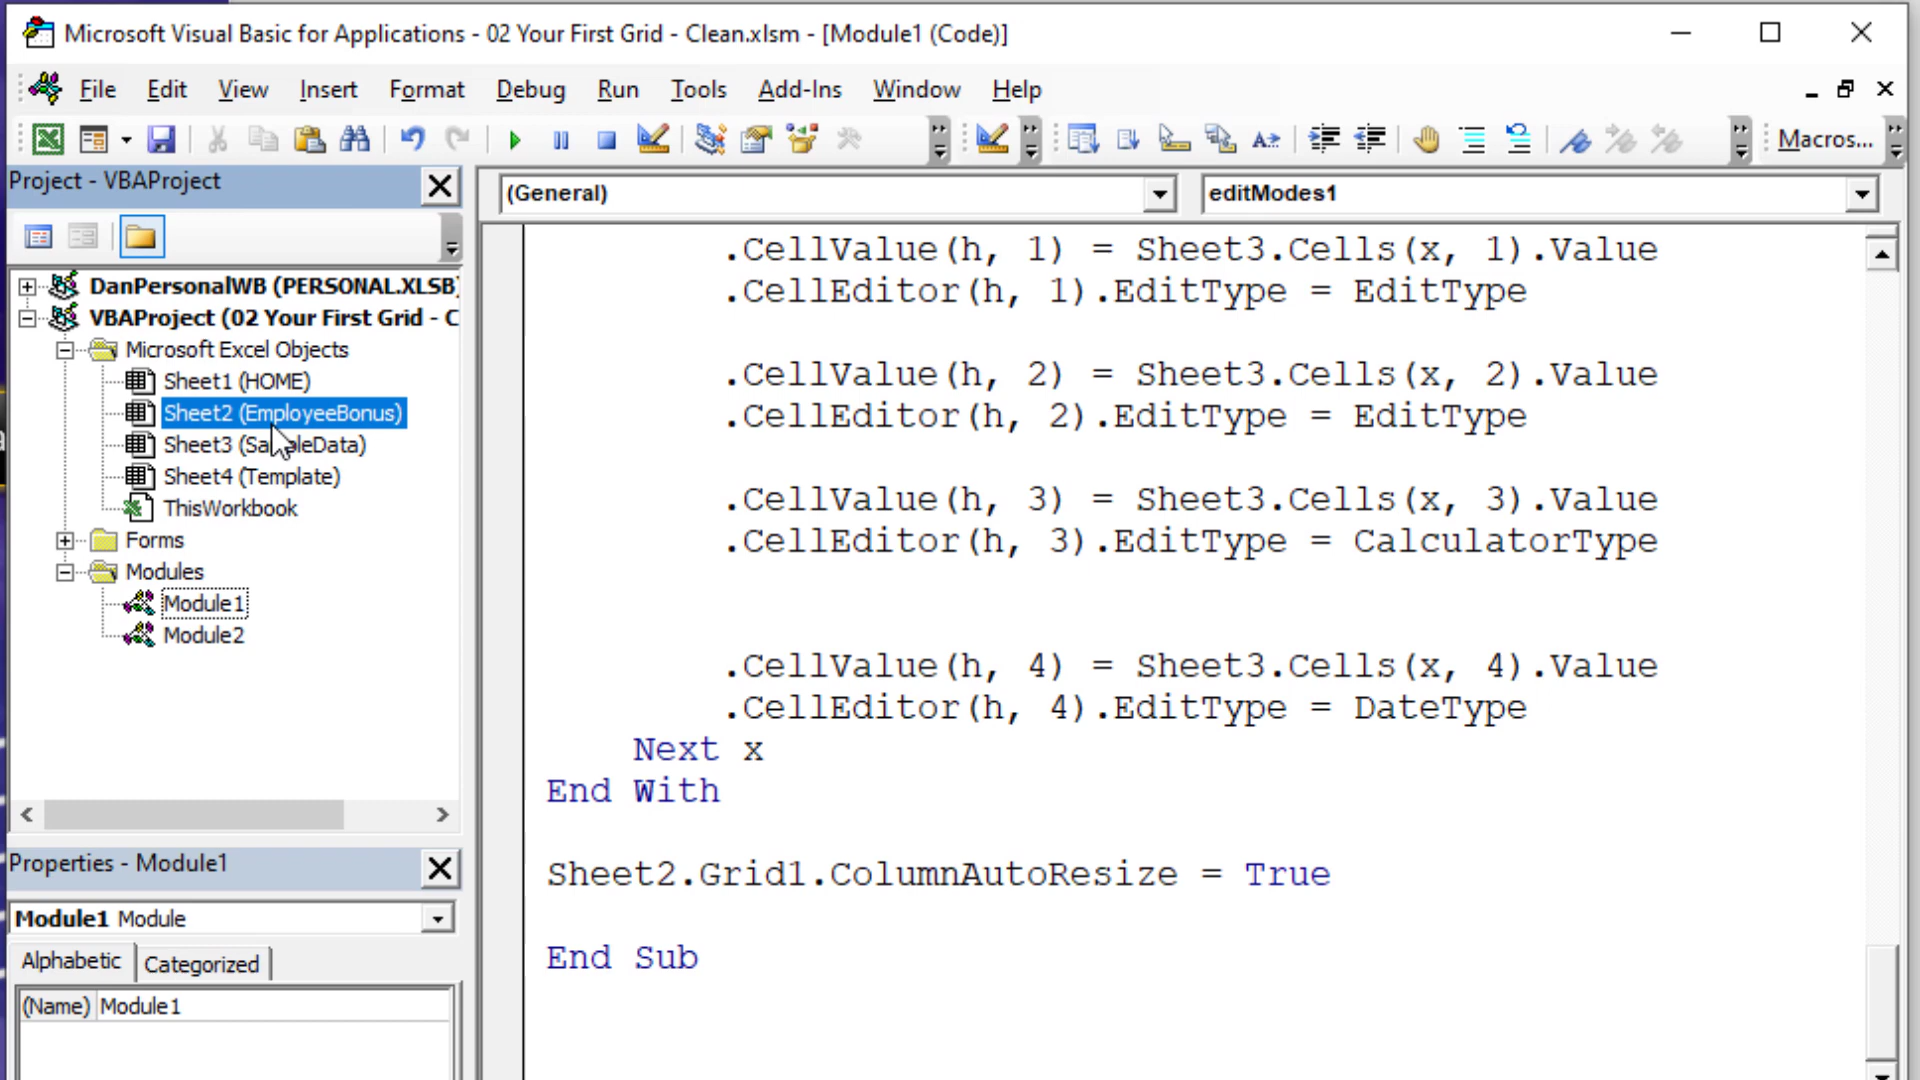 Microsoft Visual Basic for Applications - 02 Your First Grid - Clean.xlsm - [Module1 (Code)]
File Edit View Insert Format Debug Run Tools Add-Ins Window Help
Macros...
Project - VBAProject
(General)
editModes1
DanPersonalWB (PERSONAL.XLSB)
VBAProject (02 Your First Grid - C
Microsoft Excel Objects
Sheet1 (HOME)
Sheet2 (EmployeeBonus)
Sheet3 (SampleData)
Sheet4 (Template)
ThisWorkbook
Forms
Modules
Module1
Module2
Properties - Module1
Module1 Module
Alphabetic Categorized
(Name) Module1
.CellValue(h, 1) = Sheet3.Cells(x, 1).Value
.CellEditor(h, 1).EditType = EditType
.CellValue(h, 2) = Sheet3.Cells(x, 2).Value
.CellEditor(h, 2).EditType = EditType
.CellValue(h, 3) = Sheet3.Cells(x, 3).Value
.CellEditor(h, 3).EditType = CalculatorType
.CellValue(h, 4) = Sheet3.Cells(x, 4).Value
.CellEditor(h, 4).EditType = DateType
Next x
End With
Sheet2.Grid1.ColumnAutoResize = True
End Sub